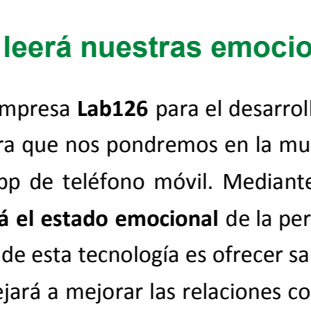 leerá nuestras emocio
mpresa Lab126 para el desarroll
ra que nos pondremos en la mu
pp de teléfono móvil. Mediante
á el estado emocional de la per
de esta tecnología es ofrecer sa
ejará a mejorar las relaciones co